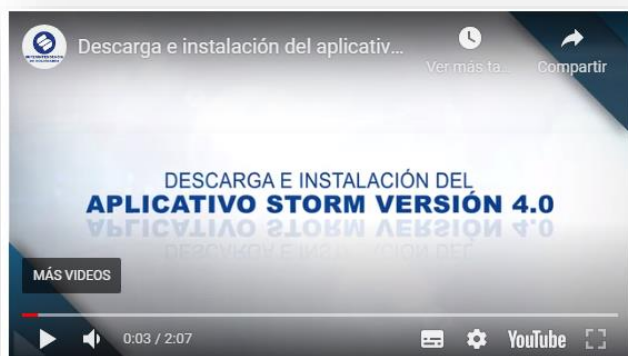 Descarga e instalación del aplicativ...
Ver más ta...
Compartir
DESCARGA E INSTALACIÓN DEL
APLICATIVO STORM VERSIÓN 4.0
MÁS VIDEOS
0:03 / 2:07
YouTube